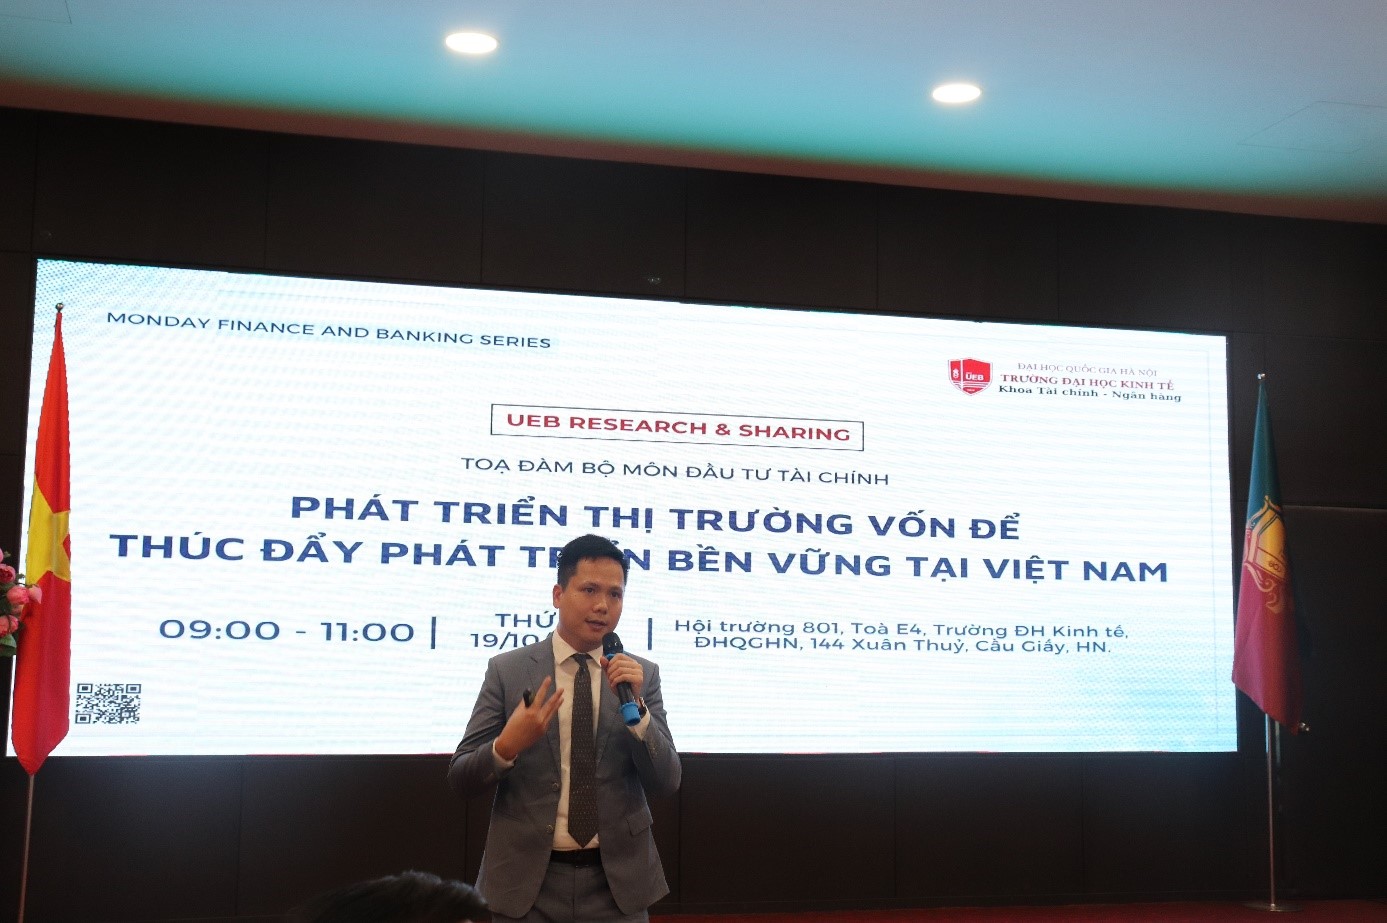 MONDAY FINANCE AND BANKING SERIES
UEB
ĐẠI HỌC QUỐC GIA HÀ NỘI
TRƯỜNG ĐẠI HỌC KINH TẾ
Khoa Tài chính - Ngân hàng
UEB RESEARCH & SHARING
TOẠ ĐÀM BỘ MÔN ĐẦU TƯ TÀI CHÍNH
PHÁT TRIỂN THỊ TRƯỜNG VỐN ĐỂ
THÚC ĐẨY PHÁT TRIỂN BỀN VỮNG TẠI VIỆT NAM
09:00 - 11:00
THỨ
19/10
Hội trường 801, Toà E4, Trường ĐH Kinh tế,
ĐHQGHN, 144 Xuân Thuỷ, Cầu Giấy, HN.